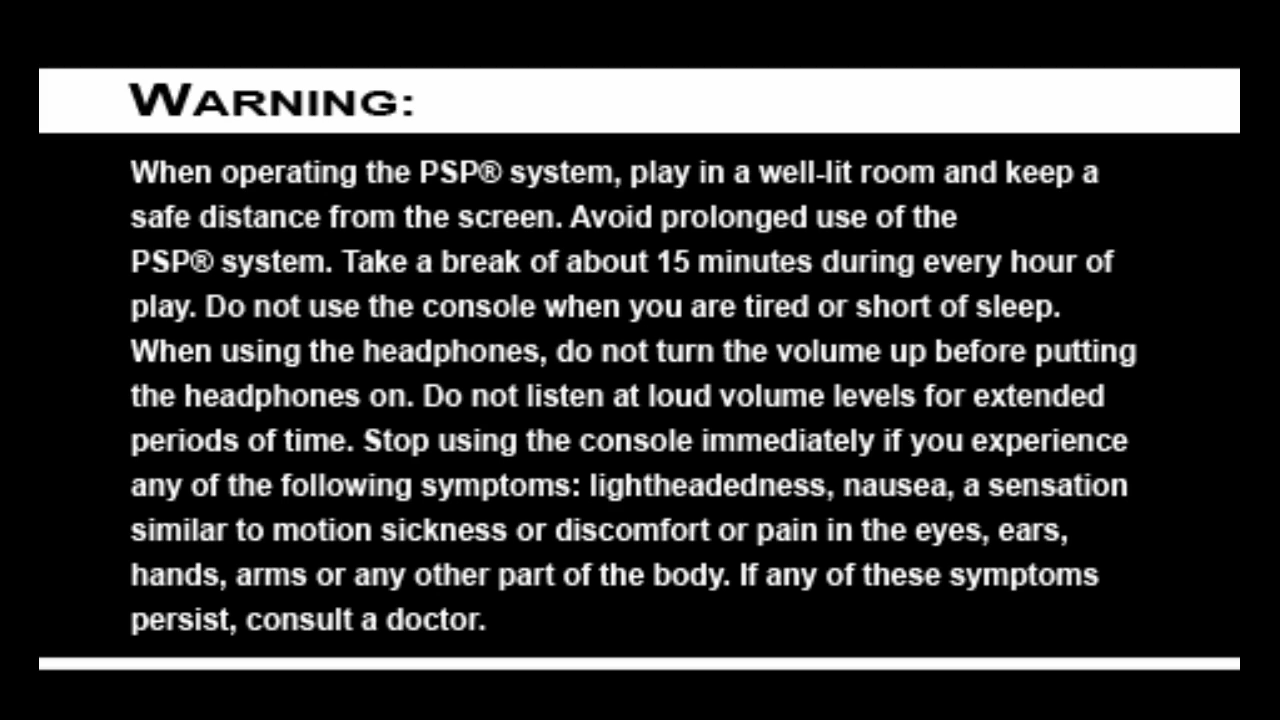 WARNING:
When operating the PSP® system, play in a well-lit room and keep a
safe distance from the screen. Avoid prolonged use of the
PSP® system. Take a break of about 15 minutes during every hour of
play. Do not use the console when you are tired or short of sleep.
When using the headphones, do not turn the volume up before putting
the headphones on. Do not listen at loud volume levels for extended
periods of time. Stop using the console immediately if you experience
any of the following symptoms: lightheadedness, nausea, a sensation
similar to motion sickness or discomfort or pain in the eyes, ears,
hands, arms or any other part of the body. If any of these symptoms
persist, consult a doctor.